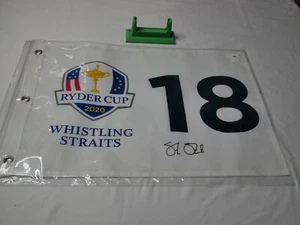 RYDER CUP
2020
WHISTLING
STRAITS
18